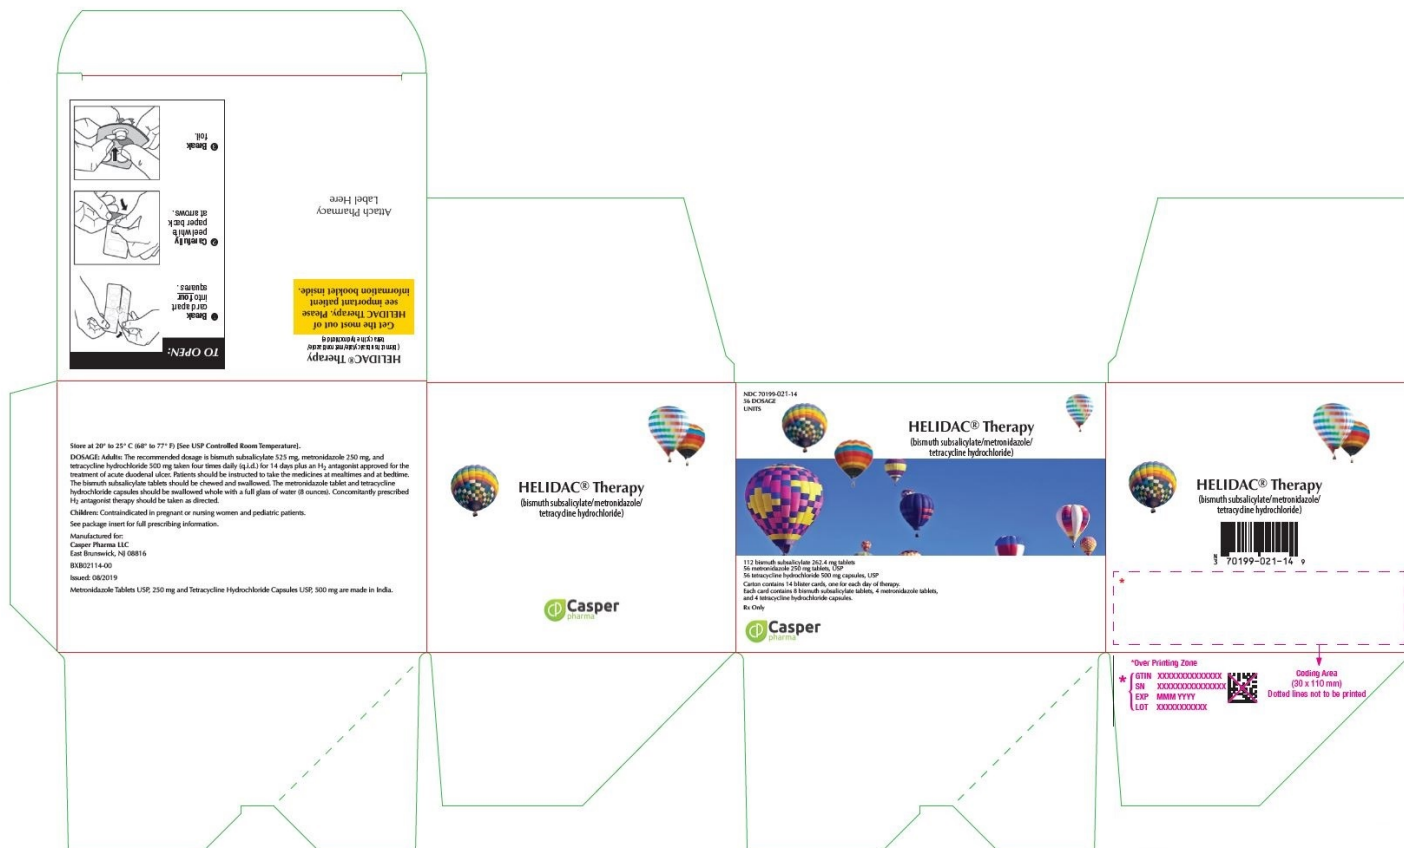 TO OPEN:
❶ Break
card apart
into four
squares.
❷ Carefully
peel white
paper back
at arrows.
❸ Break
foil.
HELIDAC® Therapy
(bismuth subsalicylate/metronidazole/
tetracycline hydrochloride)
Get the most out of
HELIDAC Therapy. Please
see important patient
information booklet inside.
Attach Pharmacy
Label Here
Store at 20° to 25° C (68° to 77° F) [See USP Controlled Room Temperature].
DOSAGE: Adults: The recommended dosage is bismuth subsalicylate 525 mg, metronidazole 250 mg, and
tetracycline hydrochloride 500 mg taken four times daily (q.i.d.) for 14 days plus an H2 antagonist approved for the
treatment of acute duodenal ulcer. Patients should be instructed to take the medicines at mealtimes and at bedtime.
The bismuth subsalicylate tablets should be chewed and swallowed. The metronidazole tablet and tetracycline
hydrochloride capsules should be swallowed whole with a full glass of water (8 ounces). Concomitantly prescribed
H2 antagonist therapy should be taken as directed.
Children: Contraindicated in pregnant or nursing women and pediatric patients.
See package insert for full prescribing information.
Manufactured for:
Casper Pharma LLC
East Brunswick, NJ 08816
BXB02114-00
Issued: 08/2019
Metronidazole Tablets USP, 250 mg and Tetracycline Hydrochloride Capsules USP, 500 mg are made in India.
HELIDAC® Therapy
(bismuth subsalicylate/metronidazole/
tetracycline hydrochloride)
Casper
pharma
NDC 70199-021-14
56 DOSAGE
UNITS
HELIDAC® Therapy
(bismuth subsalicylate/metronidazole/
tetracycline hydrochloride)
112 bismuth subsalicylate 262.4 mg tablets
56 metronidazole 250 mg tablets, USP
56 tetracycline hydrochloride 500 mg capsules, USP
Carton contains 14 blister cards, one for each day of therapy.
Each card contains 8 bismuth subsalicylate tablets, 4 metronidazole tablets,
and 4 tetracycline hydrochloride capsules.
Rx Only
Casper
pharma
HELIDAC® Therapy
(bismuth subsalicylate/metronidazole/
tetracycline hydrochloride)
3 70199-021-14 9
*
*Over Printing Zone
* GTIN XXXXXXXXXXXXXX
SN XXXXXXXXXXXXXXX
EXP MMM YYYY
LOT XXXXXXXXXXX
Coding Area
(30 x 110 mm)
Dotted lines not to be printed